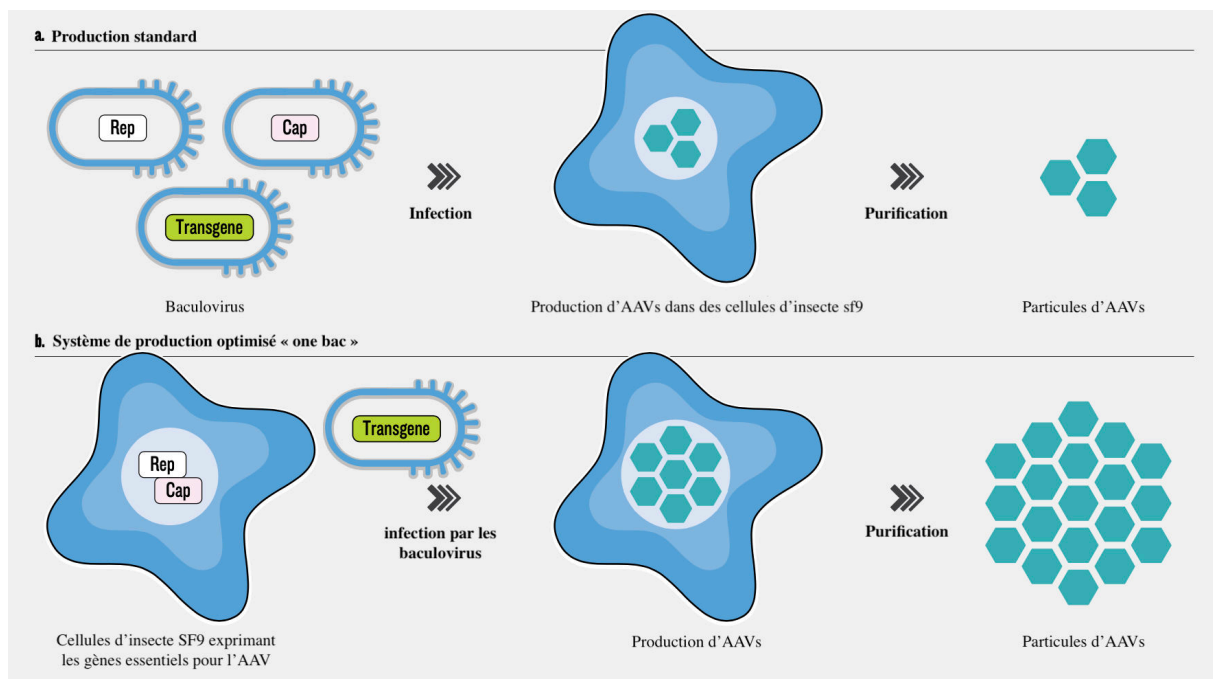 a. Production standard
Rep
Cap
Transgene
Infection
Purification
Baculovirus
Production d’AAVs dans des cellules d’insecte sf9
Particules d’AAVs
b. Système de production optimisé « one bac »
Rep
Cap
Transgene
infection par les
baculovirus
Purification
Cellules d’insecte SF9 exprimant
les gènes essentiels pour l’AAV
Production d’AAVs
Particules d’AAVs